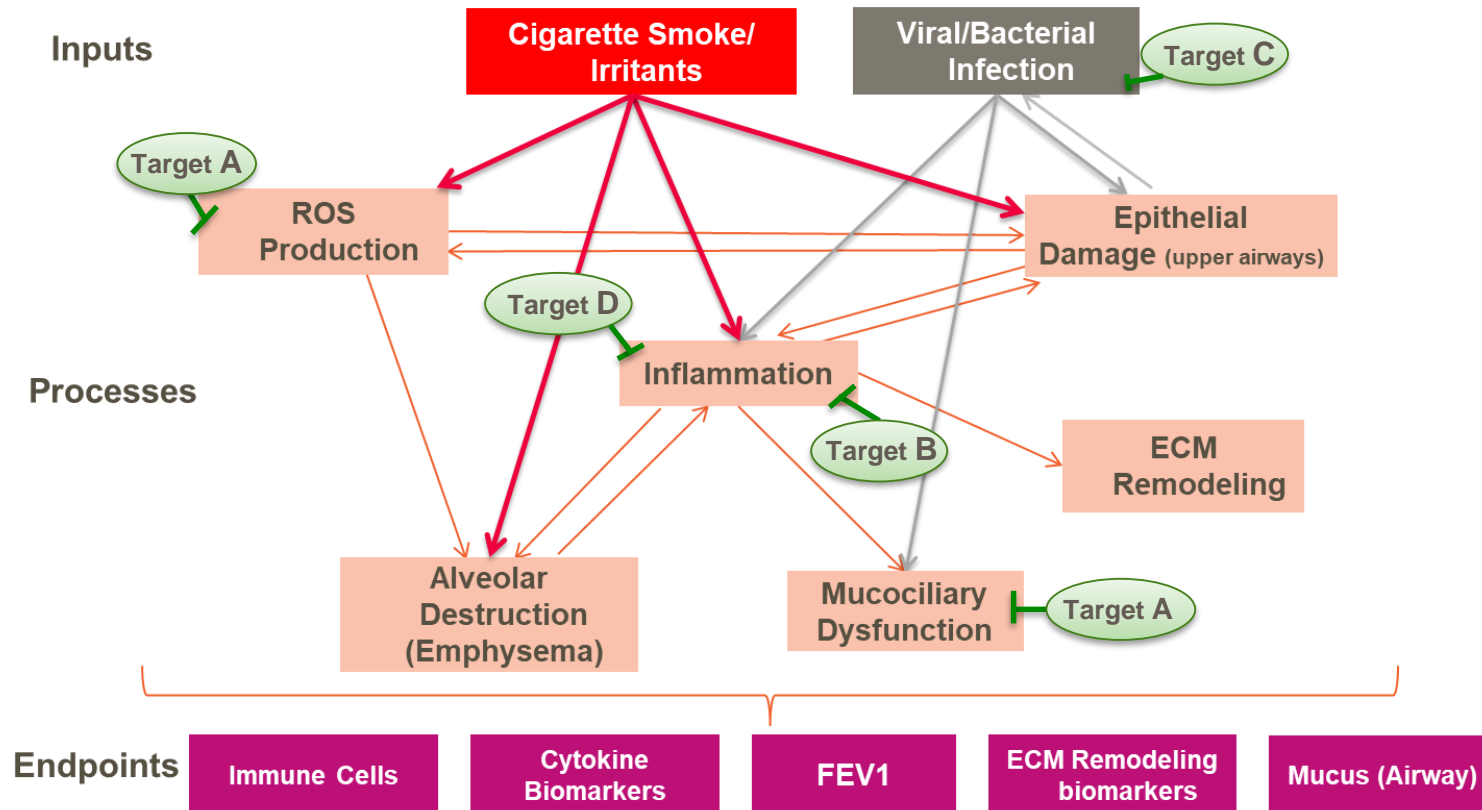 Inputs
Cigarette Smoke/
Irritants
Viral/Bacterial
Infection
Target C
Target A
ROS
Production
Epithelial
Damage (upper airways)
Target D
Processes
Inflammation
Target B
ECM
Remodeling
Alveolar
Destruction
(Emphysema)
Mucociliary
Dysfunction
Target A
Endpoints
Immune Cells
Cytokine
Biomarkers
FEV1
ECM Remodeling
biomarkers
Mucus (Airway)